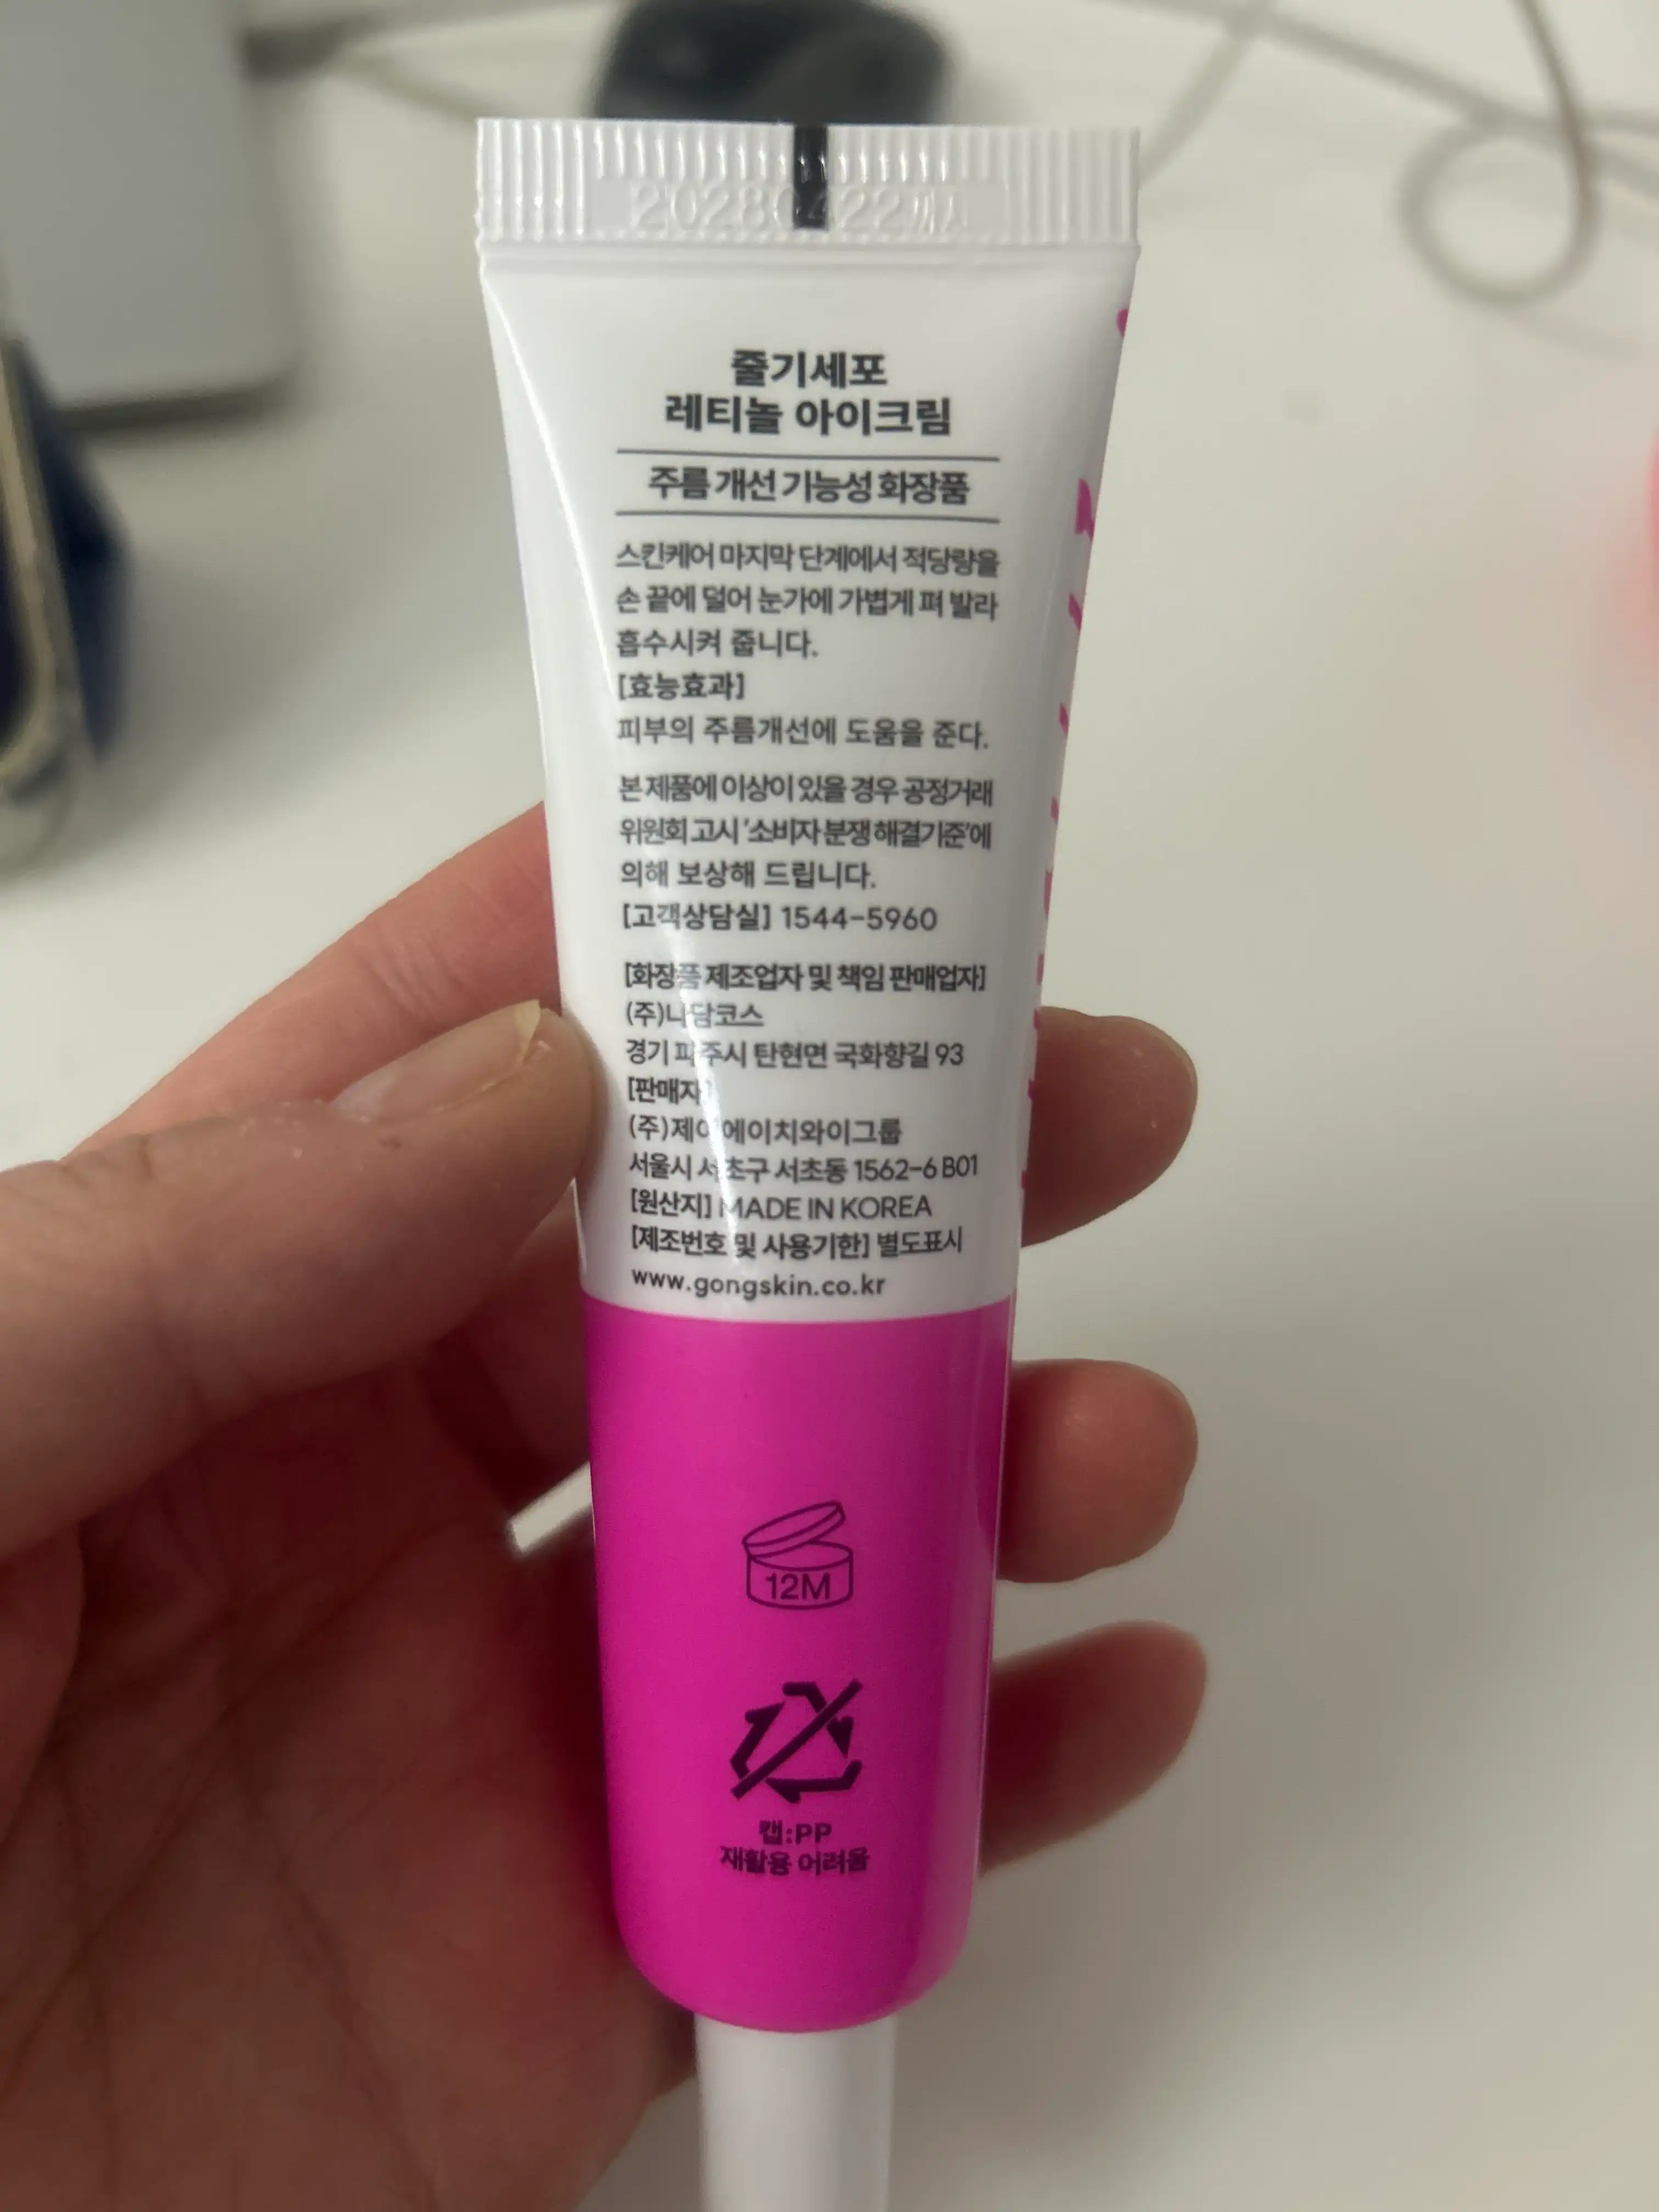 줄기세포
레티놀 아이크림
주름 개선 기능성 화장품
스킨케어 마지막 단계에서 적당량을
손 끝에 덜어 눈가에 가볍게 펴 발라
흡수시켜 줍니다.
[효능효과]
피부의 주름개선에 도움을 준다.
본 제품에 이상이 있을 경우 공정거래
위원회 고시 '소비자 분쟁 해결기준'에
의해 보상해 드립니다.
[고객상담실] 1544-5960
[화장품 제조업자 및 책임 판매업자]
(주)나담코스
경기 파주시 탄현면 국화향길 93
[판매자]
(주)제이에이치와이그룹
서울시 서초구 서초동 1562-6 B01
[원산지] MADE IN KOREA
[제조번호 및 사용기한] 별도표시
www.gongskin.co.kr
12M
캡:PP
재활용 어려움